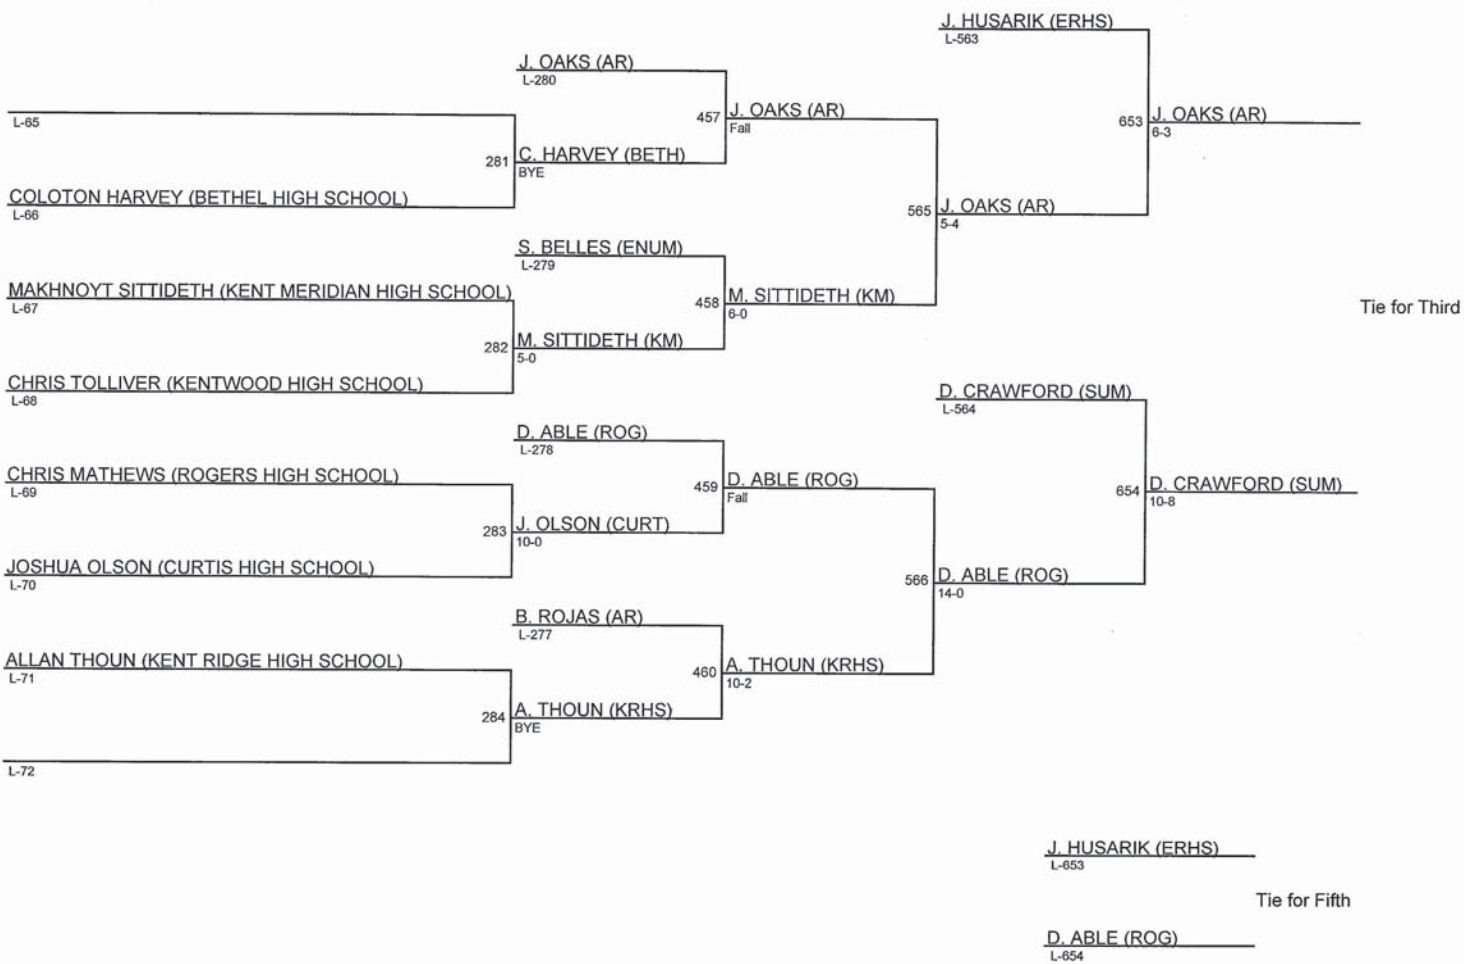 J. HUSARIK (ERHS)
L-563
J. OAKS (AR)
L-280
L-65
457
J. OAKS (AR)
Fall
653
J. OAKS (AR)
6-3
281
C. HARVEY (BETH)
BYE
COLOTON HARVEY (BETHEL HIGH SCHOOL)
L-66
565
J. OAKS (AR)
5-4
S. BELLES (ENUM)
L-279
MAKHNOYT SITTIDETH (KENT MERIDIAN HIGH SCHOOL)
L-67
458
M. SITTIDETH (KM)
6-0
Tie for Third
282
M. SITTIDETH (KM)
5-0
CHRIS TOLLIVER (KENTWOOD HIGH SCHOOL)
L-68
D. CRAWFORD (SUM)
L-564
D. ABLE (ROG)
L-278
CHRIS MATHEWS (ROGERS HIGH SCHOOL)
L-69
459
D. ABLE (ROG)
Fall
654
D. CRAWFORD (SUM)
10-8
283
J. OLSON (CURT)
10-0
JOSHUA OLSON (CURTIS HIGH SCHOOL)
L-70
566
D. ABLE (ROG)
14-0
B. ROJAS (AR)
L-277
ALLAN THOUN (KENT RIDGE HIGH SCHOOL)
L-71
460
A. THOUN (KRHS)
10-2
284
A. THOUN (KRHS)
BYE
L-72
J. HUSARIK (ERHS)
L-653
Tie for Fifth
D. ABLE (ROG)
L-654